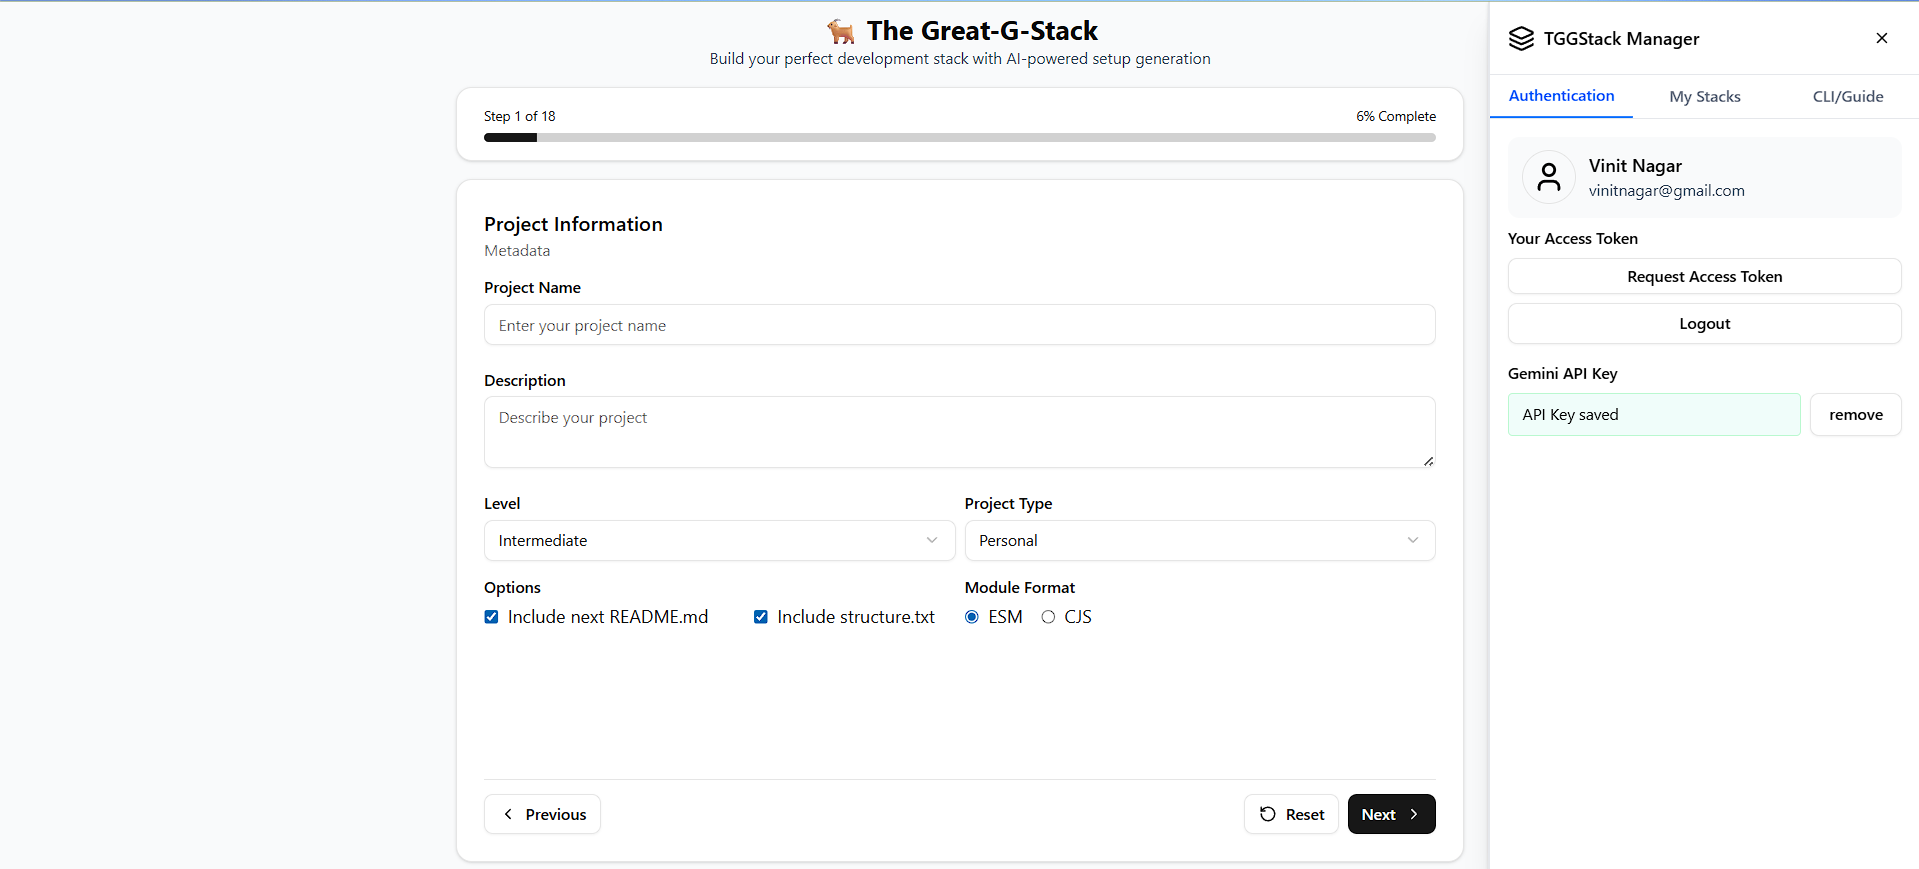 The Great-G-Stack
Build your perfect development stack with AI-powered setup generation
Step 1 of 18
6% Complete
Project Information
Metadata
Project Name
Enter your project name
Description
Describe your project
Level
Project Type
Intermediate
Personal
Options
Module Format
Include next README.md
Include structure.txt
ESM
CJS
Previous
Reset
Next
TGGStack Manager
Authentication
My Stacks
CLI/Guide
Vinit Nagar
vinitnagar@gmail.com
Your Access Token
Request Access Token
Logout
Gemini API Key
API Key saved
remove